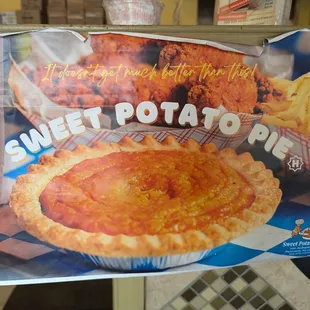 It doesn't get much better than this!
SWEET POTATO PIE
H
Sweet Pota